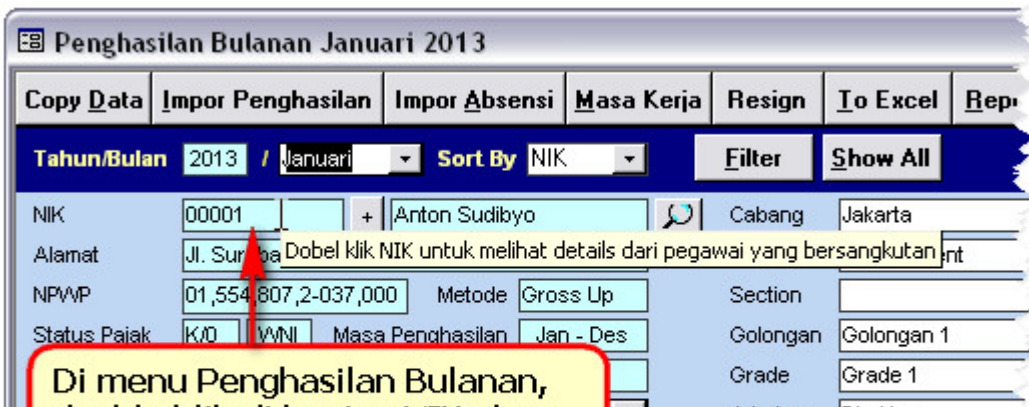 Penghasilan Bulanan Januari 2013
Copy Data Impor Penghasilan Impor Absensi Masa Kerja Resign To Excel
Tahun/Bulan 2013 / Januari Sort By NIK Filter Show All
NIK 00001 + Anton Sudibyo Cabang Jakarta
Dobel klik NIK untuk melihat details dari pegawai yang bersangkutan
Alamat Jl.
NPWP 01,554,807,2-037,000 Metode Gross Up Section
Status Pajak K/0 WNI Masa Penghasilan Jan - Des Golongan Golongan 1
Grade Grade 1
Di menu Penghasilan Bulanan,